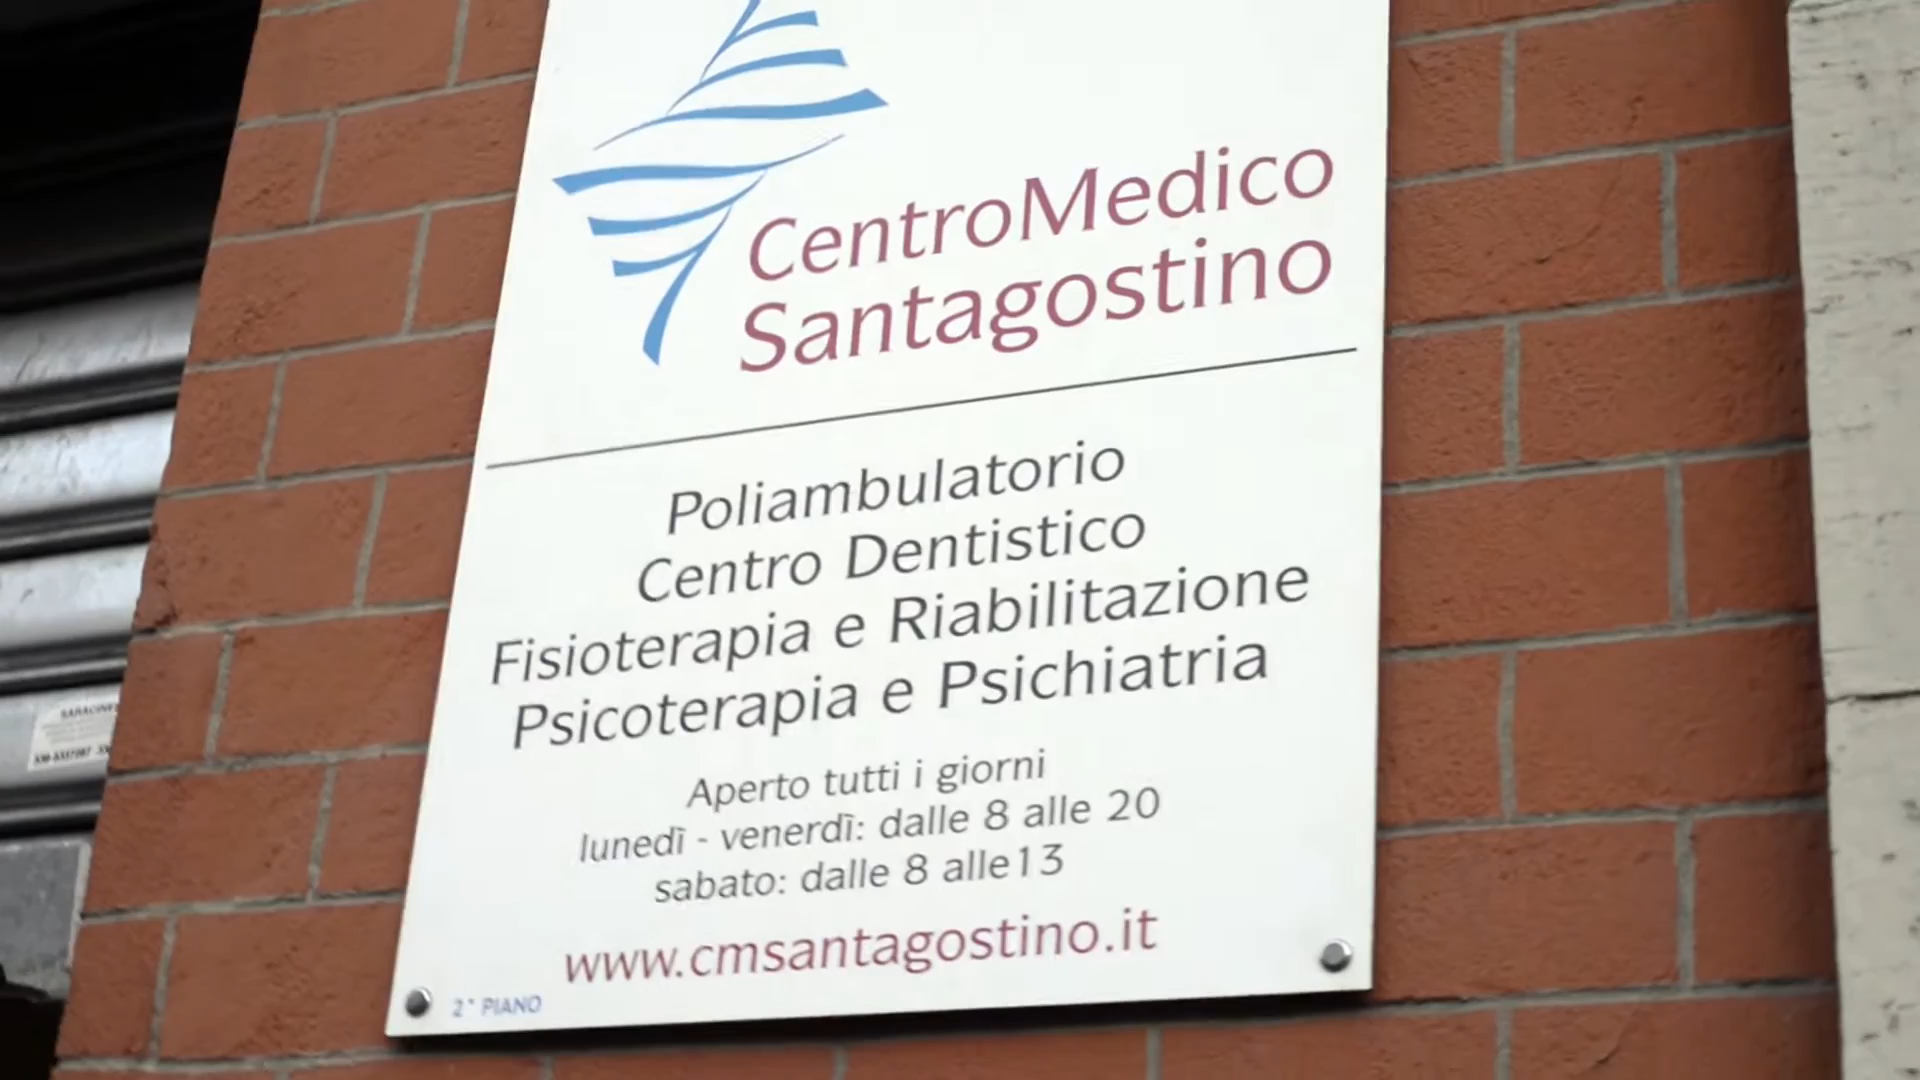 CentroMedico
Santagostino
Poliambulatorio
Centro Dentistico
Fisioterapia e Riabilitazione
Psicoterapia e Psichiatria
Aperto tutti i giorni
lunedì - venerdì: dalle 8 alle 20
sabato: dalle 8 alle13
www.cmsantagostino.it
2° PIANO